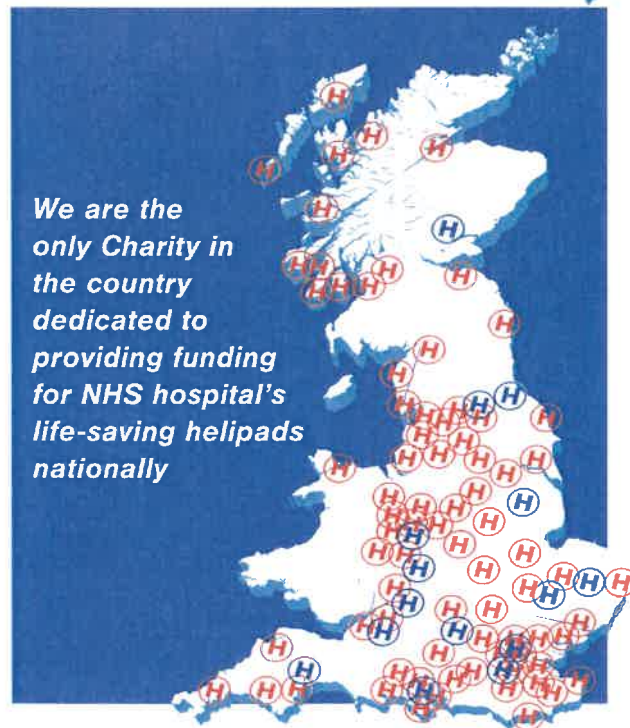 We are the
only Charity in
the country
dedicated to
providing funding
for NHS hospital's
life-saving helipads
nationally